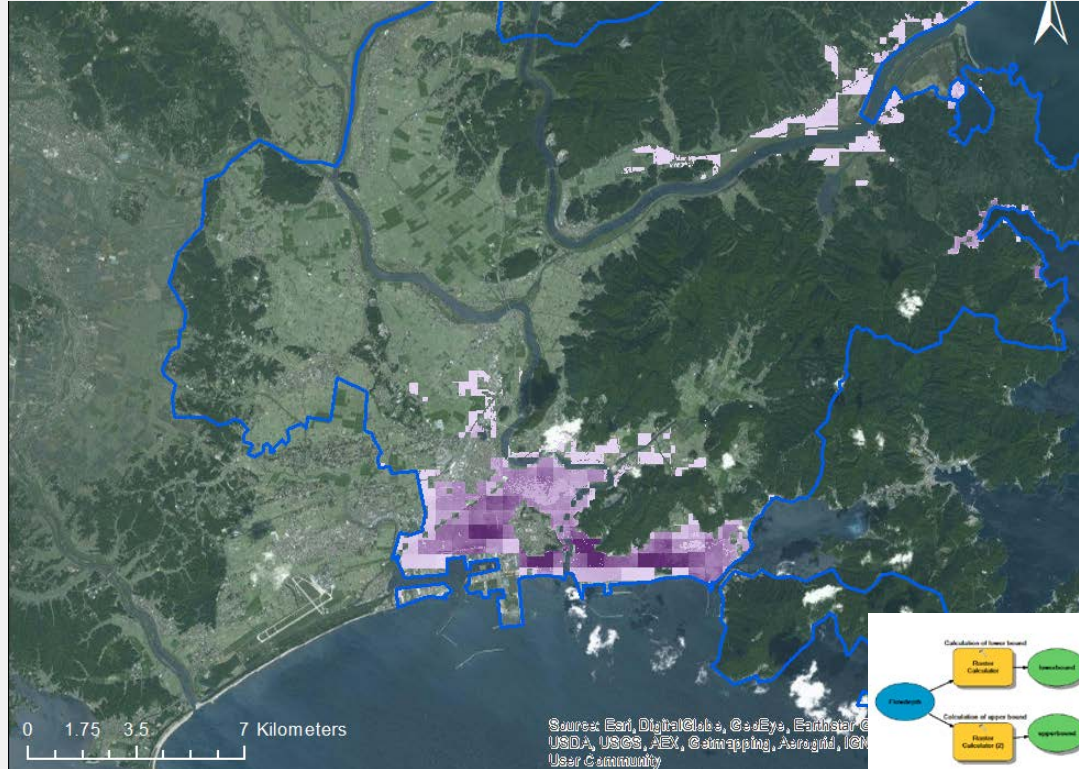 0 1.75 3.5 7 Kilometers
Source: Esri, DigitalGlobe, GeoEye, Earthstar G
USDA, USGS, AEX, Getmapping, Aerogrid, IGN
User Community
Calculation of lower bound
Raster
Calculator
lowerbound
Flowdepth
Calculation of upper bound
Raster
Calculator (2)
upperbound